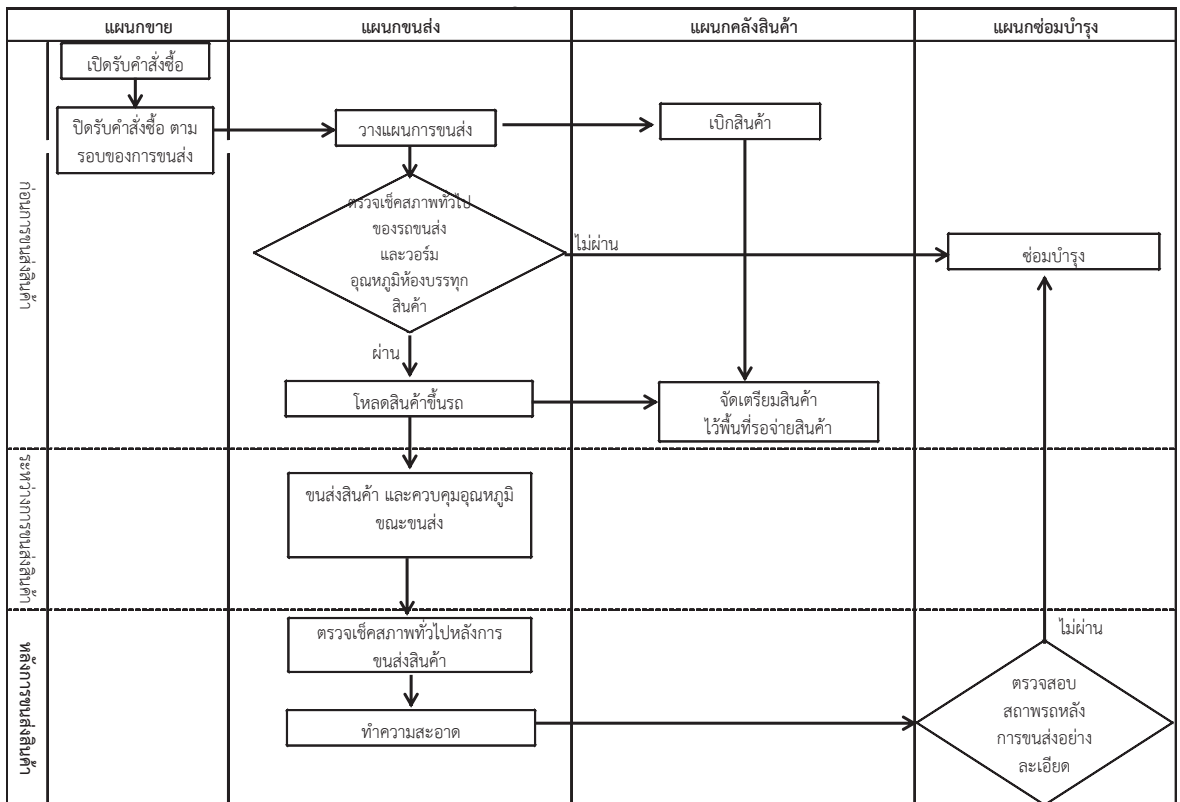 แผนกขาย
แผนกขนส่ง
แผนกคลังสินค้า
แผนกซ่อมบำรุง
ก่อนการขนส่งสินค้า
เปิดรับคำสั่งซื้อ
ปิดรับคำสั่งซื้อ ตาม
รอบของการขนส่ง
วางแผนการขนส่ง
เบิกสินค้า
ตรวจเช็คสภาพทั่วไป
ของรถขนส่ง
และวอร์ม
อุณหภูมิห้องบรรทุก
สินค้า
ไม่ผ่าน
ซ่อมบำรุง
ผ่าน
โหลดสินค้าขึ้นรถ
จัดเตรียมสินค้า
ไว้พื้นที่รอจ่ายสินค้า
ระหว่างการขนส่งสินค้า
ขนส่งสินค้า และควบคุมอุณหภูมิ
ขณะขนส่ง
หลังการขนส่งสินค้า
ตรวจเช็คสภาพทั่วไปหลังการ
ขนส่งสินค้า
ทำความสะอาด
ไม่ผ่าน
ตรวจสอบ
สถาพรถหลัง
การขนส่งอย่าง
ละเอียด